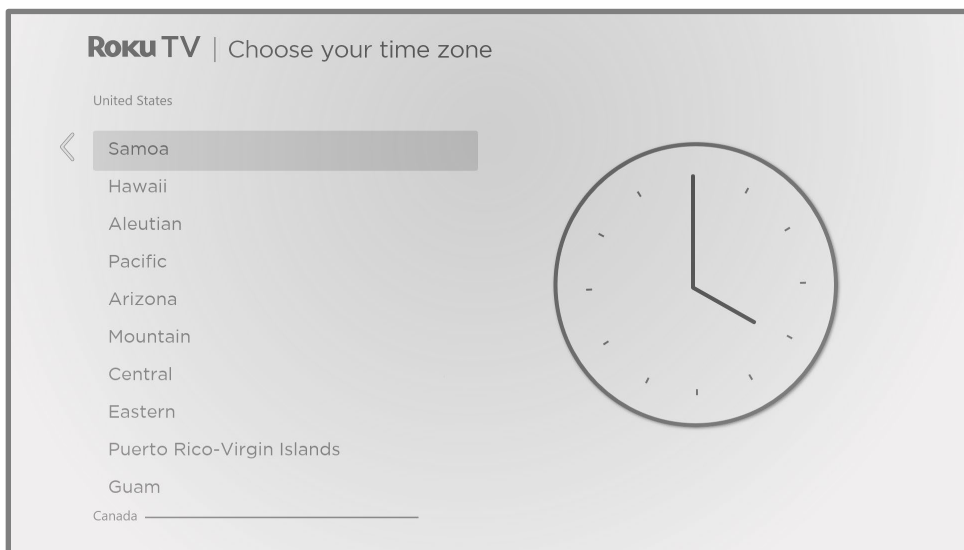 Roku TV | Choose your time zone
United States
Samoa
Hawaii
Aleutian
Pacific
Arizona
Mountain
Central
Eastern
Puerto Rico-Virgin Islands
Guam
Canada